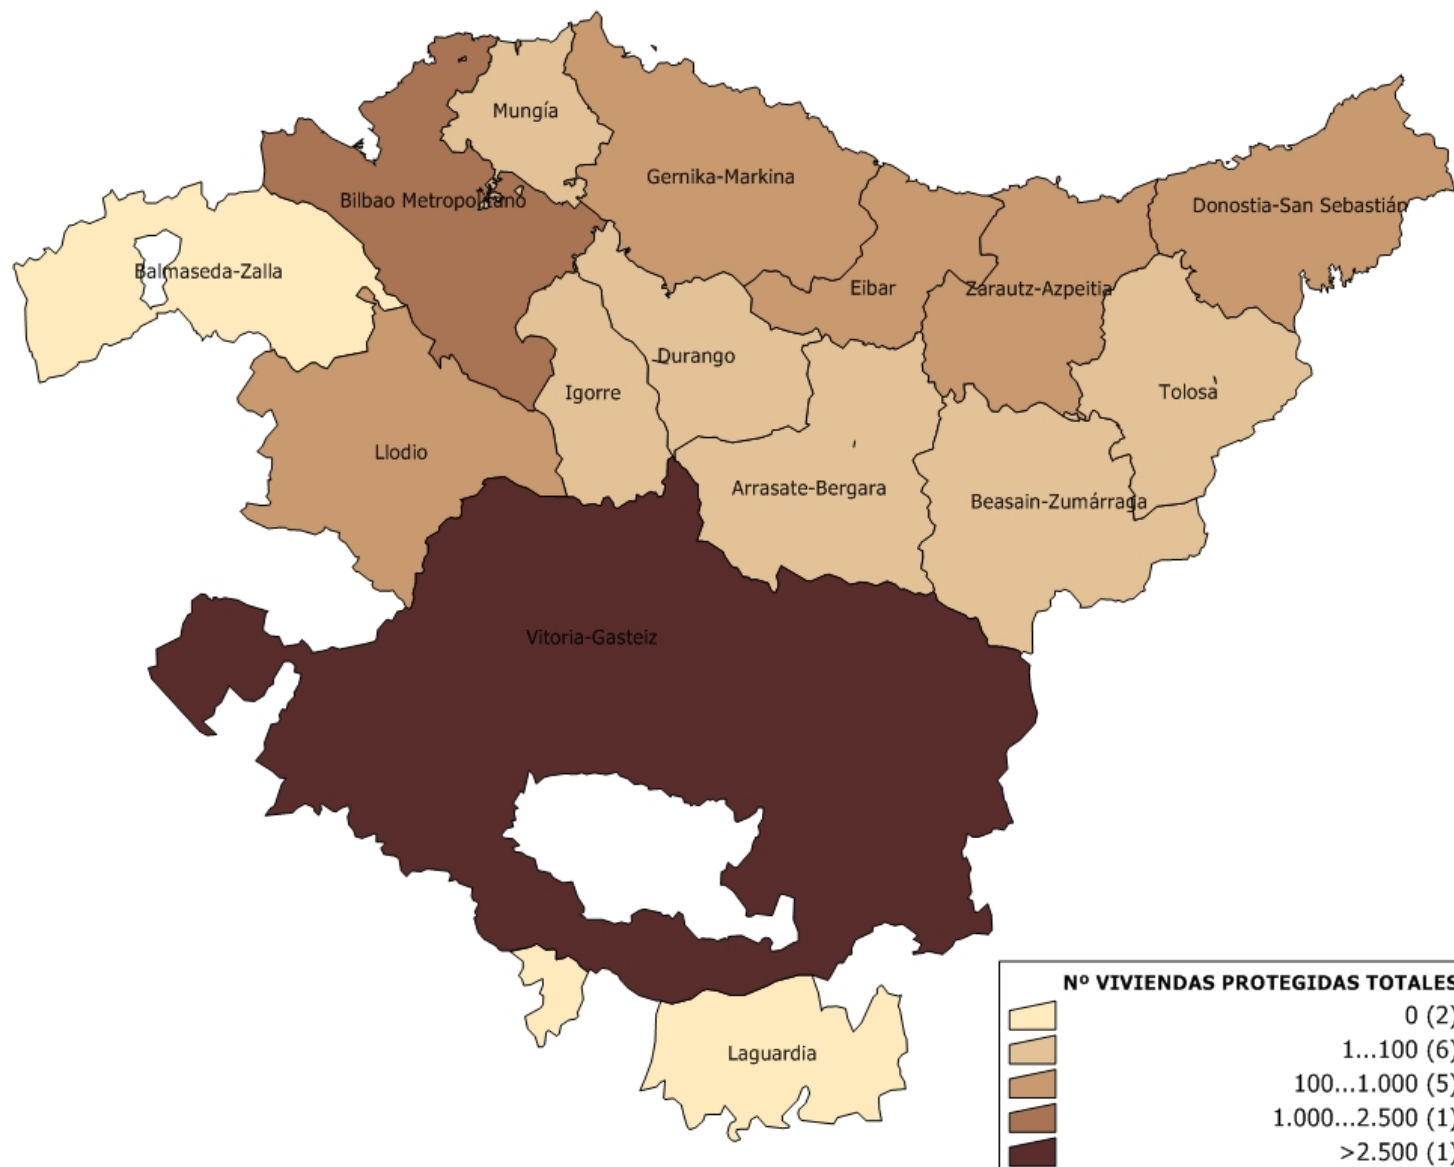 Mungía
Gernika-Markina
Bilbao Metropolitano
Donostia-San Sebastián
Balmaseda-Zalla
Eibar
Zarautz-Azpeitia
Durango
Igorre
Tolosa
Llodio
Arrasate-Bergara
Beasain-Zumárraga
Vitoria-Gasteiz
Laguardia
Nº VIVIENDAS PROTEGIDAS TOTALES
0 (2)
1...100 (6)
100...1.000 (5)
1.000...2.500 (1)
>2.500 (1)